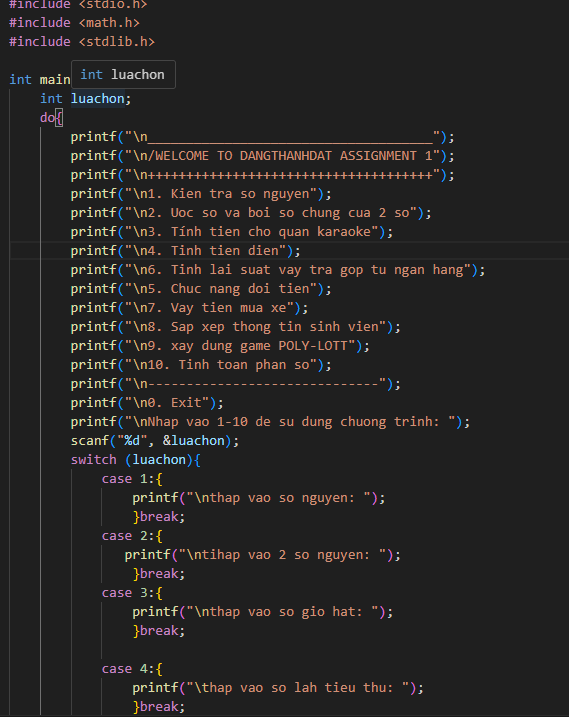 #include <stdio.h>
#include <math.h>
#include <stdlib.h>
int main
int luachon
int luachon;
do{
printf("\n_____________________________________");
printf("\n/WELCOME TO DANGTHANHDAT ASSIGNMENT 1");
printf("\n+++++++++++++++++++++++++++++++++++++");
printf("\n1. Kien tra so nguyen");
printf("\n2. Uoc so va boi so chung cua 2 so");
printf("\n3. Tính tien cho quan karaoke");
printf("\n4. Tinh tien dien");
printf("\n6. Tinh lai suat vay tra gop tu ngan hang");
printf("\n5. Chuc nang doi tien");
printf("\n7. Vay tien mua xe");
printf("\n8. Sap xep thong tin sinh vien");
printf("\n9. xay dung game POLY-LOTT");
printf("\n10. Tinh toan phan so");
printf("\n------------------------------");
printf("\n0. Exit");
printf("\nNhap vao 1-10 de su dung chuong trinh: ");
scanf("%d", &luachon);
switch (luachon){
case 1:{
printf("\nthap vao so nguyen: ");
}break;
case 2:{
printf("\ntihap vao 2 so nguyen: ");
}break;
case 3:{
printf("\nthap vao so gio hat: ");
}break;
case 4:{
printf("\thap vao so lah tieu thu: ");
}break;